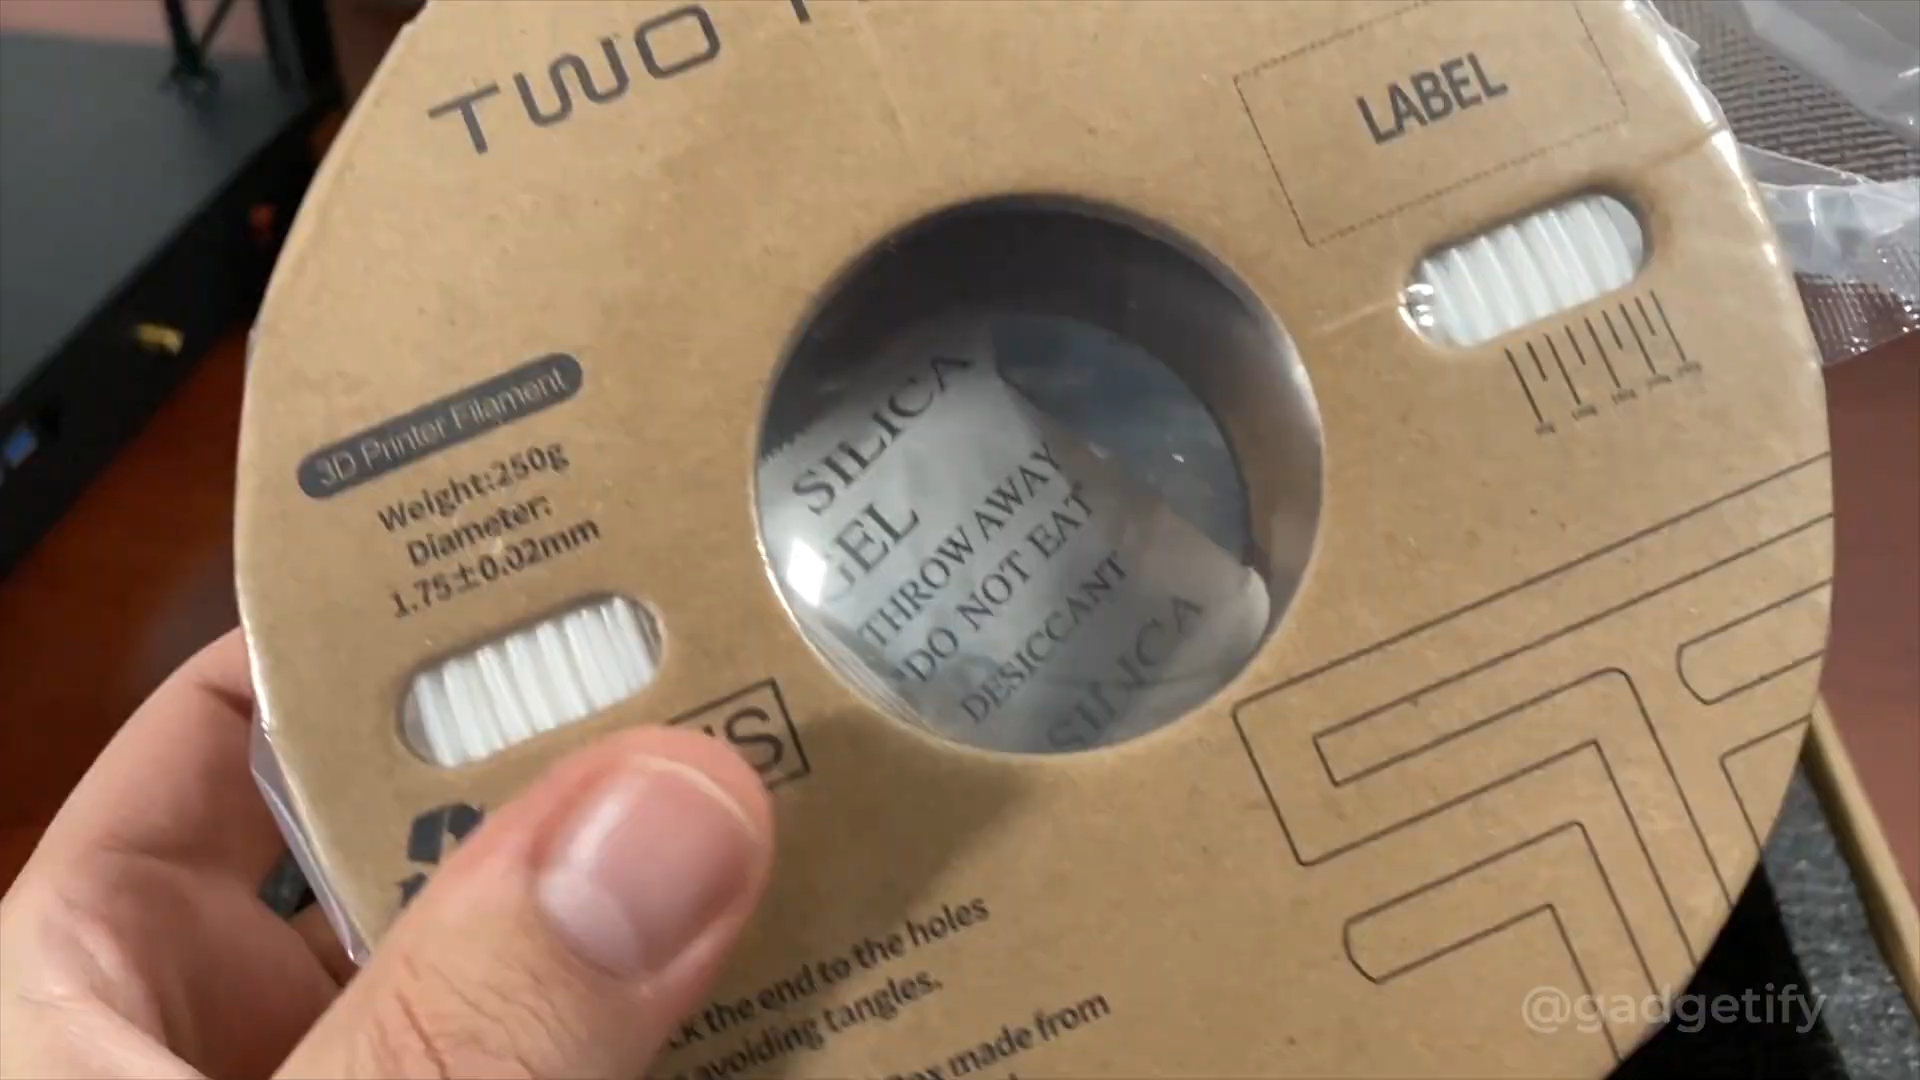 TWO
LABEL
3D Printer Filament
Weight:250g
Diameter:
1.75±0.02mm
SILICA
GEL
THROW AWAY
"DO NOT EAT
DESICCANT
SILICA
the end to the holes
avoiding tangles.
made from
@gadgetify